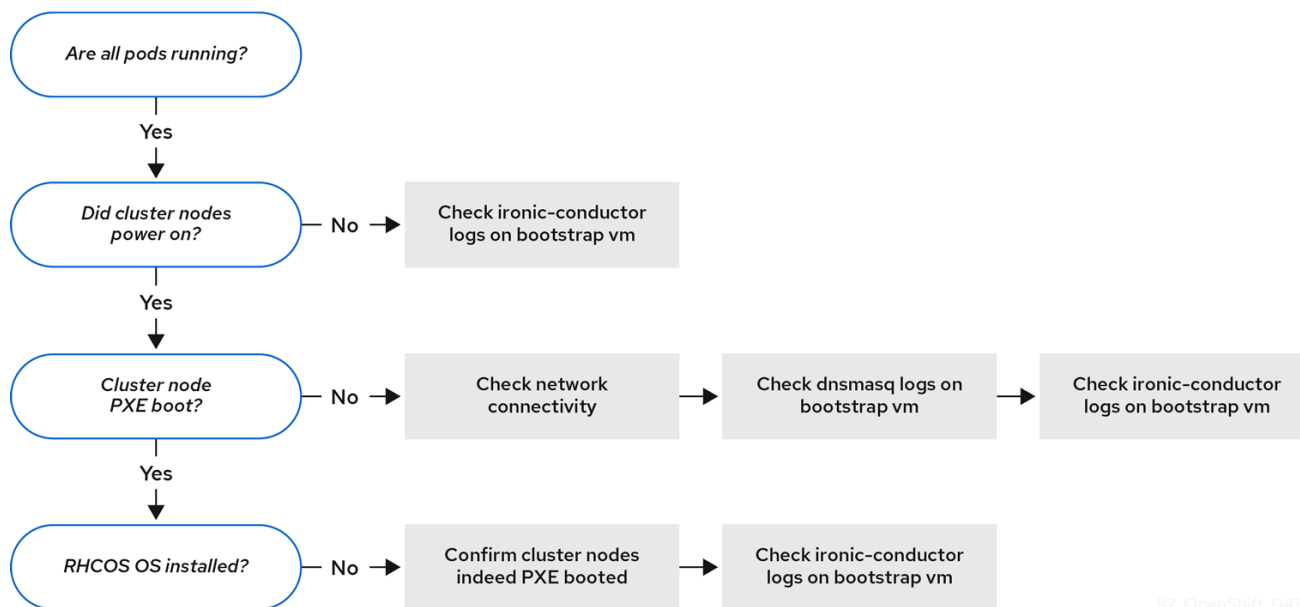 Are all pods running?
Yes
Did cluster nodes
power on?
No
Check ironic-conductor
logs on bootstrap vm
Yes
Cluster node
PXE boot?
No
Check network
connectivity
Check dnsmasq logs on
bootstrap vm
Check ironic-conductor
logs on bootstrap vm
Yes
RHCOS OS installed?
No
Confirm cluster nodes
indeed PXE booted
Check ironic-conductor
logs on bootstrap vm